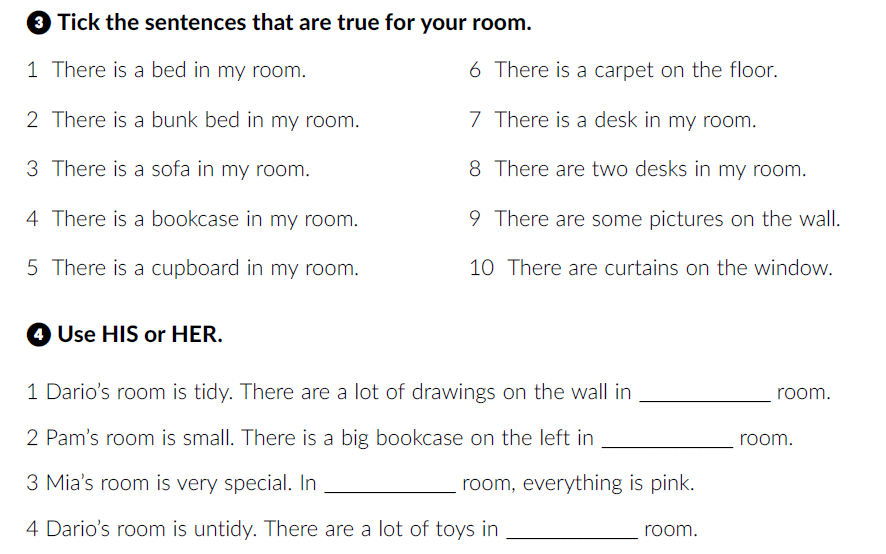 3 Tick the sentences that are true for your room.
1 There is a bed in my room.
2 There is a bunk bed in my room.
3 There is a sofa in my room.
4 There is a bookcase in my room.
5 There is a cupboard in my room.
6 There is a carpet on the floor.
7 There is a desk in my room.
8 There are two desks in my room.
9 There are some pictures on the wall.
10 There are curtains on the window.
4 Use HIS or HER.
1 Dario's room is tidy. There are a lot of drawings on the wall in ____________ room.
2 Pam's room is small. There is a big bookcase on the left in ____________ room.
3 Mia's room is very special. In ____________ room, everything is pink.
4 Dario's room is untidy. There are a lot of toys in ____________ room.